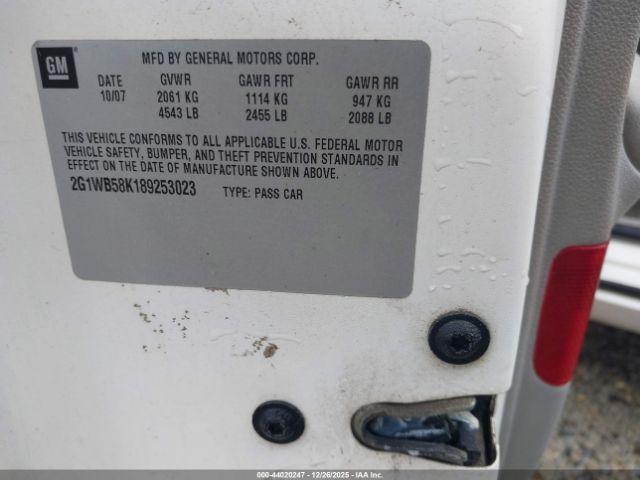 GM
MFD BY GENERAL MOTORS CORP.
DATE GVWR GAWR FRT GAWR RR
10/07 2061 KG 1114 KG 947 KG
4543 LB 2455 LB 2088 LB
THIS VEHICLE CONFORMS TO ALL APPLICABLE U.S. FEDERAL MOTOR
VEHICLE SAFETY, BUMPER, AND THEFT PREVENTION STANDARDS IN
EFFECT ON THE DATE OF MANUFACTURE SHOWN ABOVE.
2G1WB58K189253023 TYPE: PASS CAR
000-44020247 - 12/26/2025 - IAA Inc.